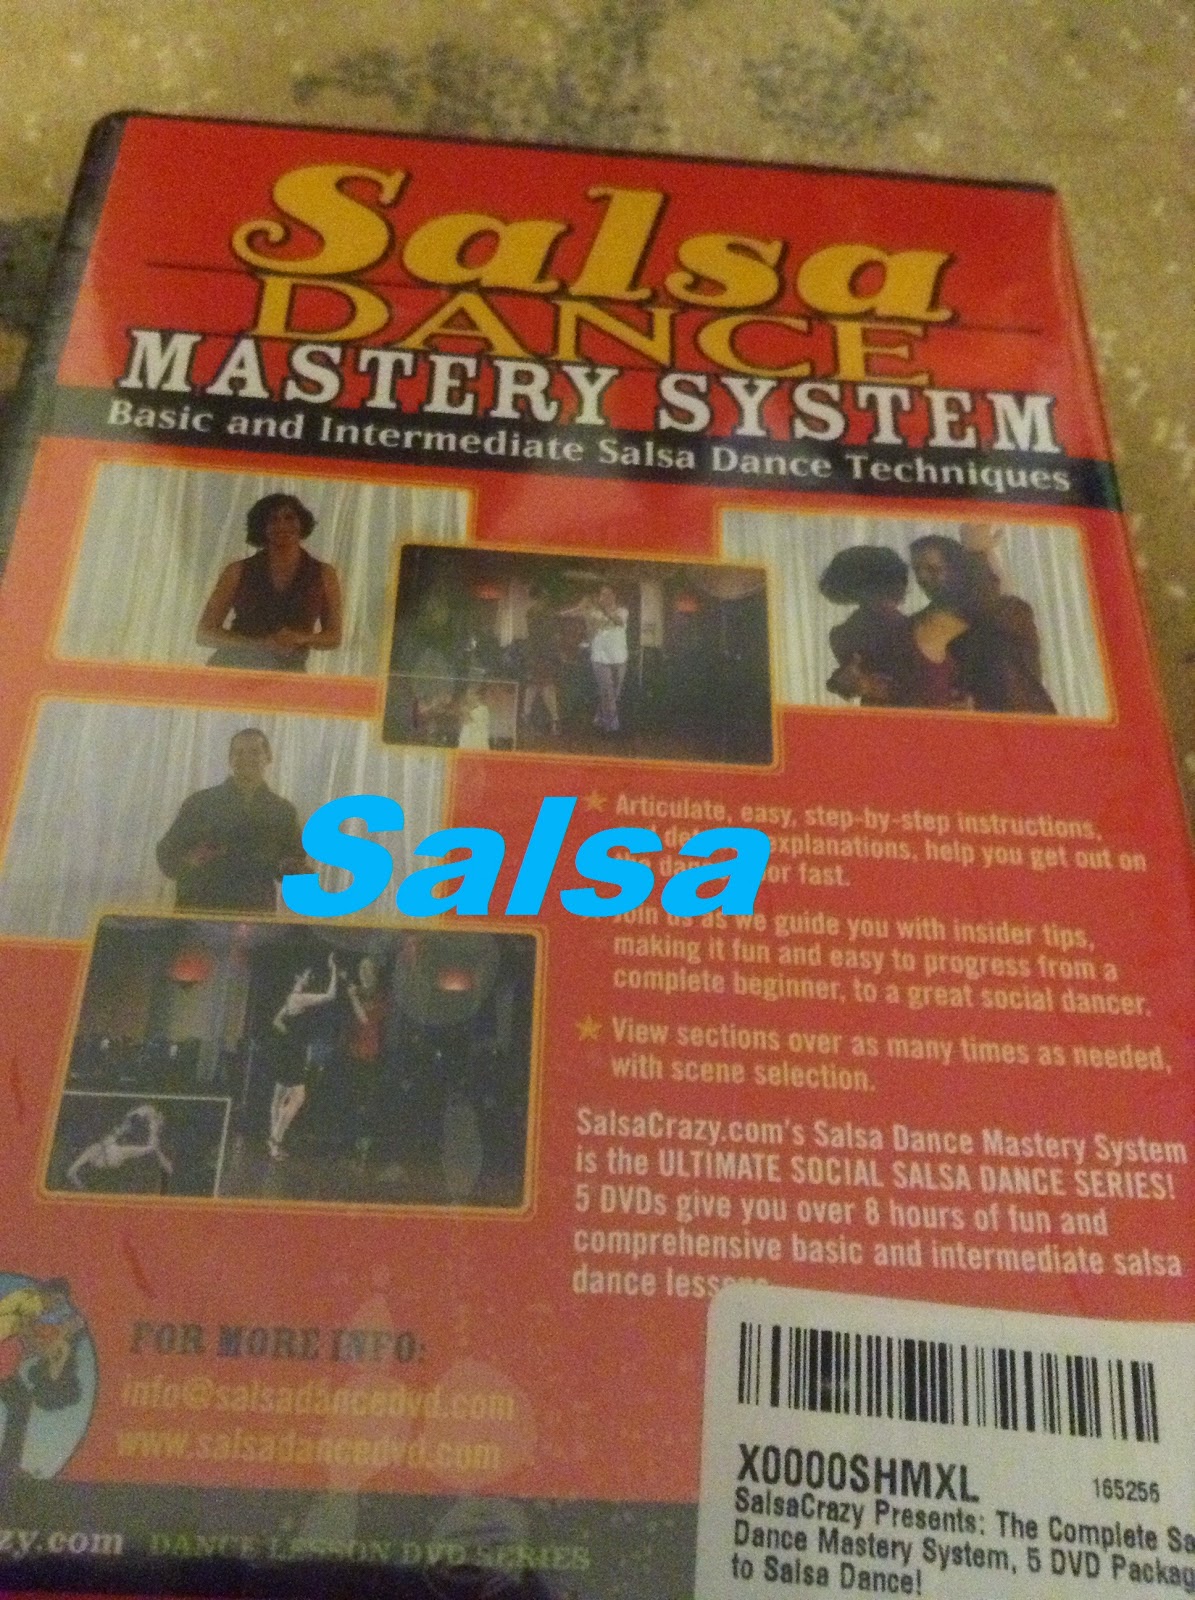 Salsa
DANCE
MASTERY SYSTEM
Basic and Intermediate Salsa Dance Techniques
Articulate, easy, step-by-step instructions,
explanations, help you get out on
fast.
Salsa
Join us as we guide you with insider tips,
making it fun and easy to progress from a
complete beginner, to a great social dancer.
View sections over as many times as needed,
with scene selection.
SalsaCrazy.com's Salsa Dance Mastery System
is the ULTIMATE SOCIAL SALSA DANCE SERIES!
5 DVDs give you over 8 hours of fun and
comprehensive basic and intermediate salsa
dance
FOR MORE INFO:
info@salsadancedvd.com
www.salsadancedvd.com
zy.com DANCE LESSON DVD SERIES
X0000SHMXL 165256
SalsaCrazy Presents: The Complete Sa
Dance Mastery System, 5 DVD Packag
to Salsa Dance!